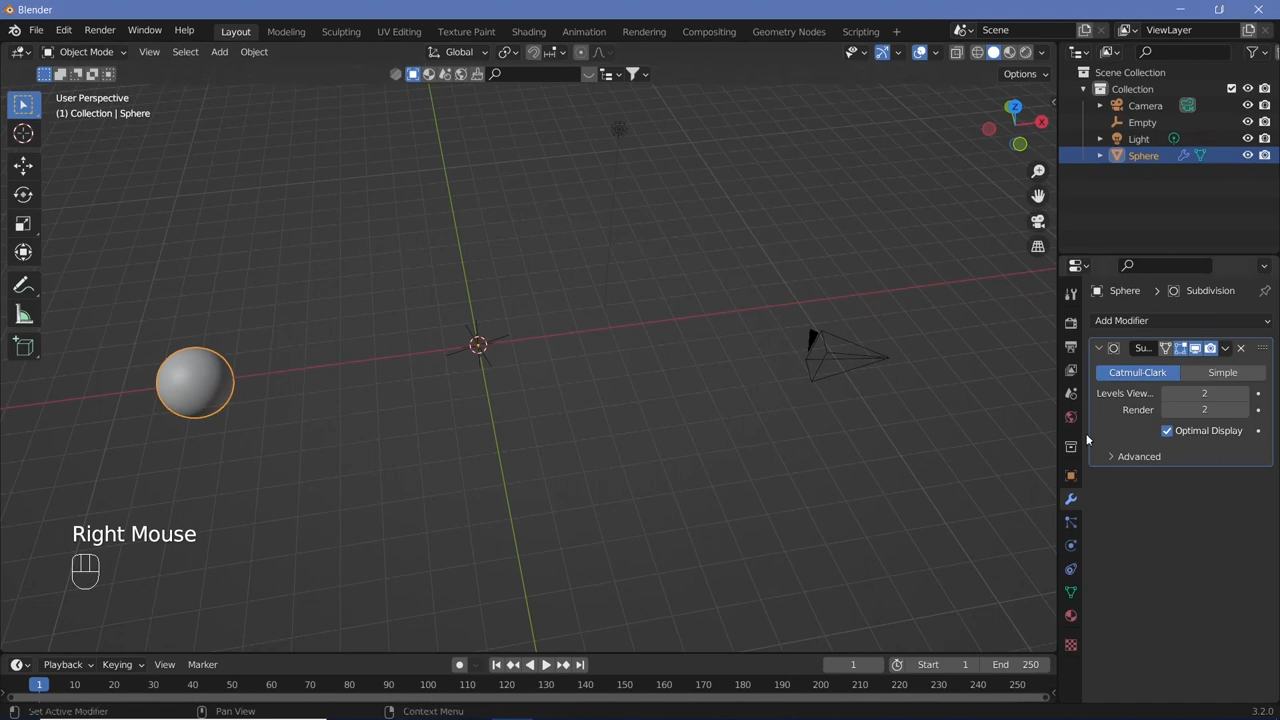 Blender
File Edit Render Window Help
Layout Modeling Sculpting UV Editing Texture Paint Shading Animation Rendering Compositing Geometry Nodes Scripting +
Scene
ViewLayer
Object Mode View Select Add Object
Global
Options
User Perspective
(1) Collection | Sphere
Z
X
Scene Collection
Collection
Camera
Empty
Light
Sphere
Sphere > Subdivision
Add Modifier
Su...
Catmull-Clark Simple
Levels View... 2
Render 2
Optimal Display
Advanced
Right Mouse
Playback Keying View Marker
1 Start 1 End 250
1 10 20 30 40 50 60 70 80 90 100 110 120 130 140 150 160 170 180 190 200 210 220 230 240 250
Set Active Modifier Pan View Context Menu 3.2.0